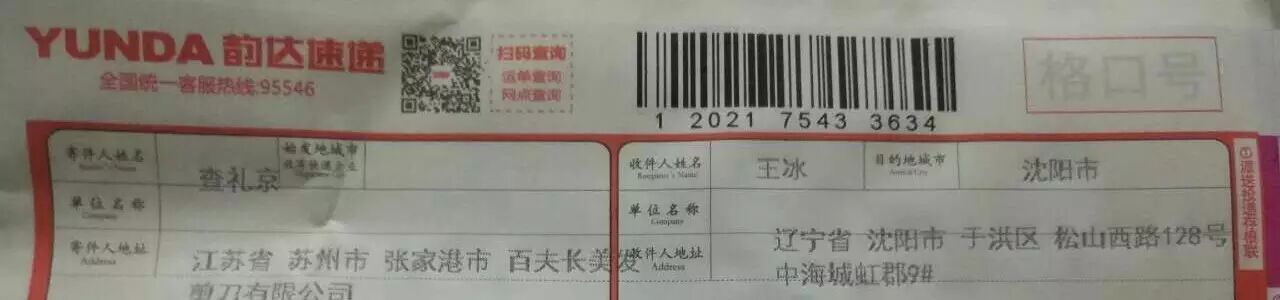 YUNDA 韵达速递
全国统一客服热线:95546
扫码查询
运单查询
网点查询
1 2021 7543 3634
格口号
寄件人姓名
查礼京
始发地城市
收件人姓名
王冰
目的地城市
沈阳市
单位名称
Company
单位名称
Company
寄件人地址
Address
江苏省 苏州市 张家港市 百夫长美发
剪刀有限公司
收件人地址
Address
辽宁省 沈阳市 于洪区 松山西路128号
中海城虹郡9#